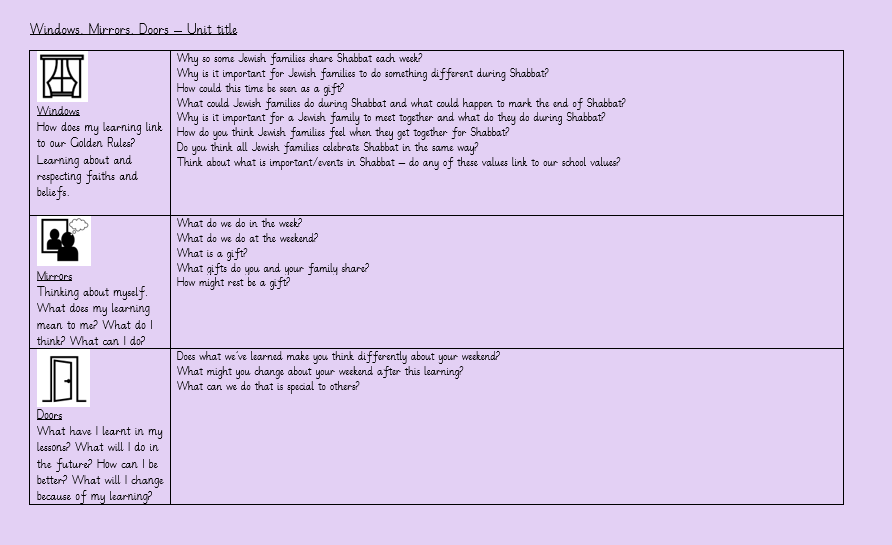 Windows, Mirrors, Doors – Unit title
Windows
How does my learning link
to our Golden Rules?
Learning about and
respecting faiths and
beliefs.
Why so some Jewish families share Shabbat each week?
Why is it important for Jewish families to do something different during Shabbat?
How could this time be seen as a gift?
What could Jewish families do during Shabbat and what could happen to mark the end of Shabbat?
Why is it important for a Jewish family to meet together and what do they do during Shabbat?
How do you think Jewish families feel when they get together for Shabbat?
Do you think all Jewish families celebrate Shabbat in the same way?
Think about what is important/events in Shabbat – do any of these values link to our school values?
Mirrors
Thinking about myself.
What does my learning
mean to me? What do I
think? What can I do?
What do we do in the week?
What do we do at the weekend?
What is a gift?
What gifts do you and your family share?
How might rest be a gift?
Doors
What have I learnt in my
lessons? What will I do in
the future? How can I be
better? What will I change
because of my learning?
Does what we've learned make you think differently about your weekend?
What might you change about your weekend after this learning?
What can we do that is special to others?